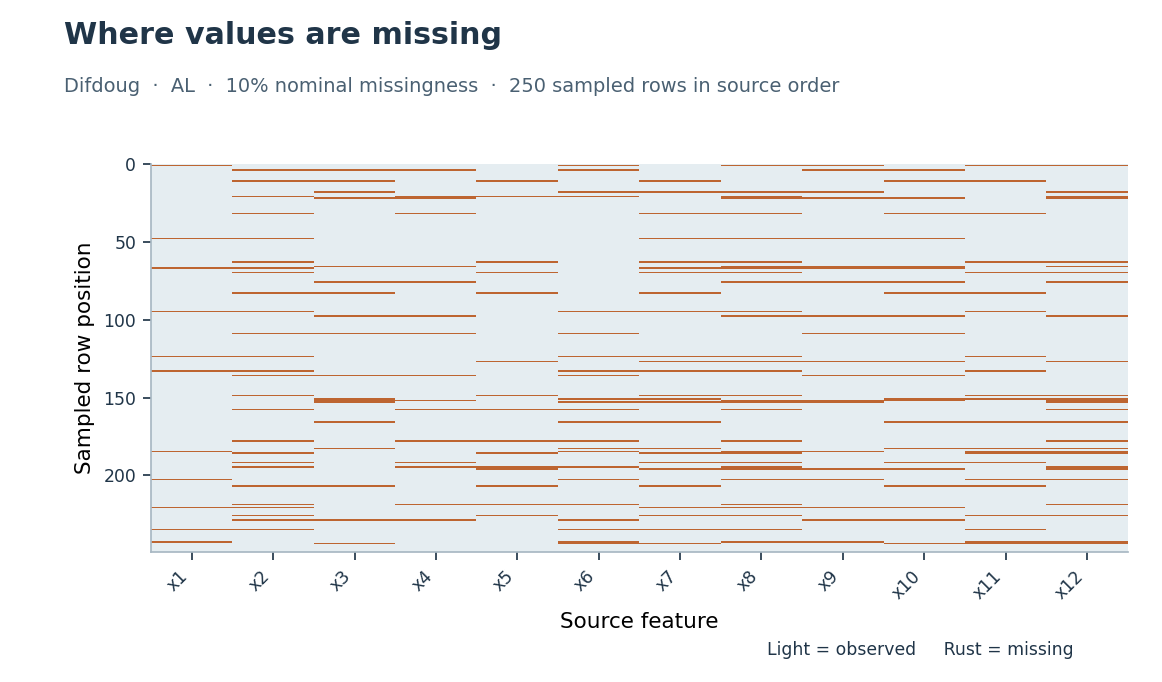 Where values are missing
Difdoug · AL · 10% nominal missingness · 250 sampled rows in source order
0
50
100
150
200
Sampled row position
x1 x2 x3 x4 x5 x6 x7 x8 x9 x10 x11 x12
Source feature
Light = observed Rust = missing